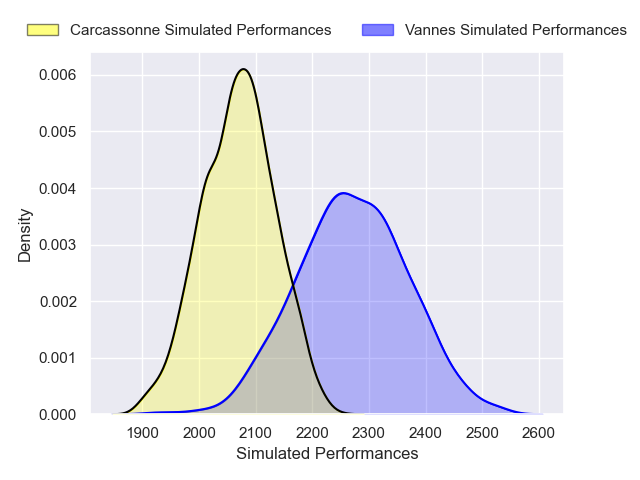 Carcassonne Simulated Performances Vannes Simulated Performances
0.006
0.005
0.004
0.003
0.002
0.001
0.000
Density
1900 2000 2100 2200 2300 2400 2500 2600
Simulated Performances